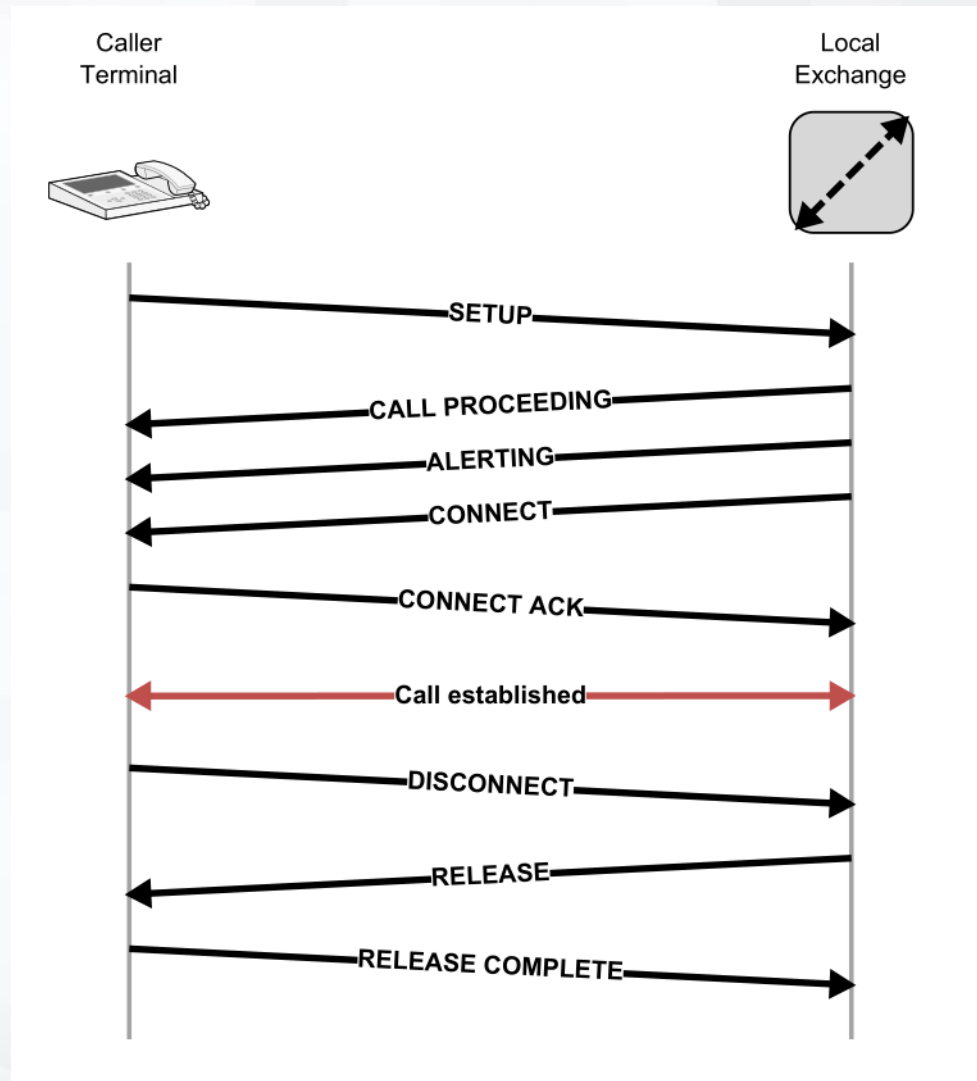 Caller
Terminal
Local
Exchange
SETUP
CALL PROCEEDING
ALERTING
CONNECT
CONNECT ACK
Call established
DISCONNECT
RELEASE
RELEASE COMPLETE